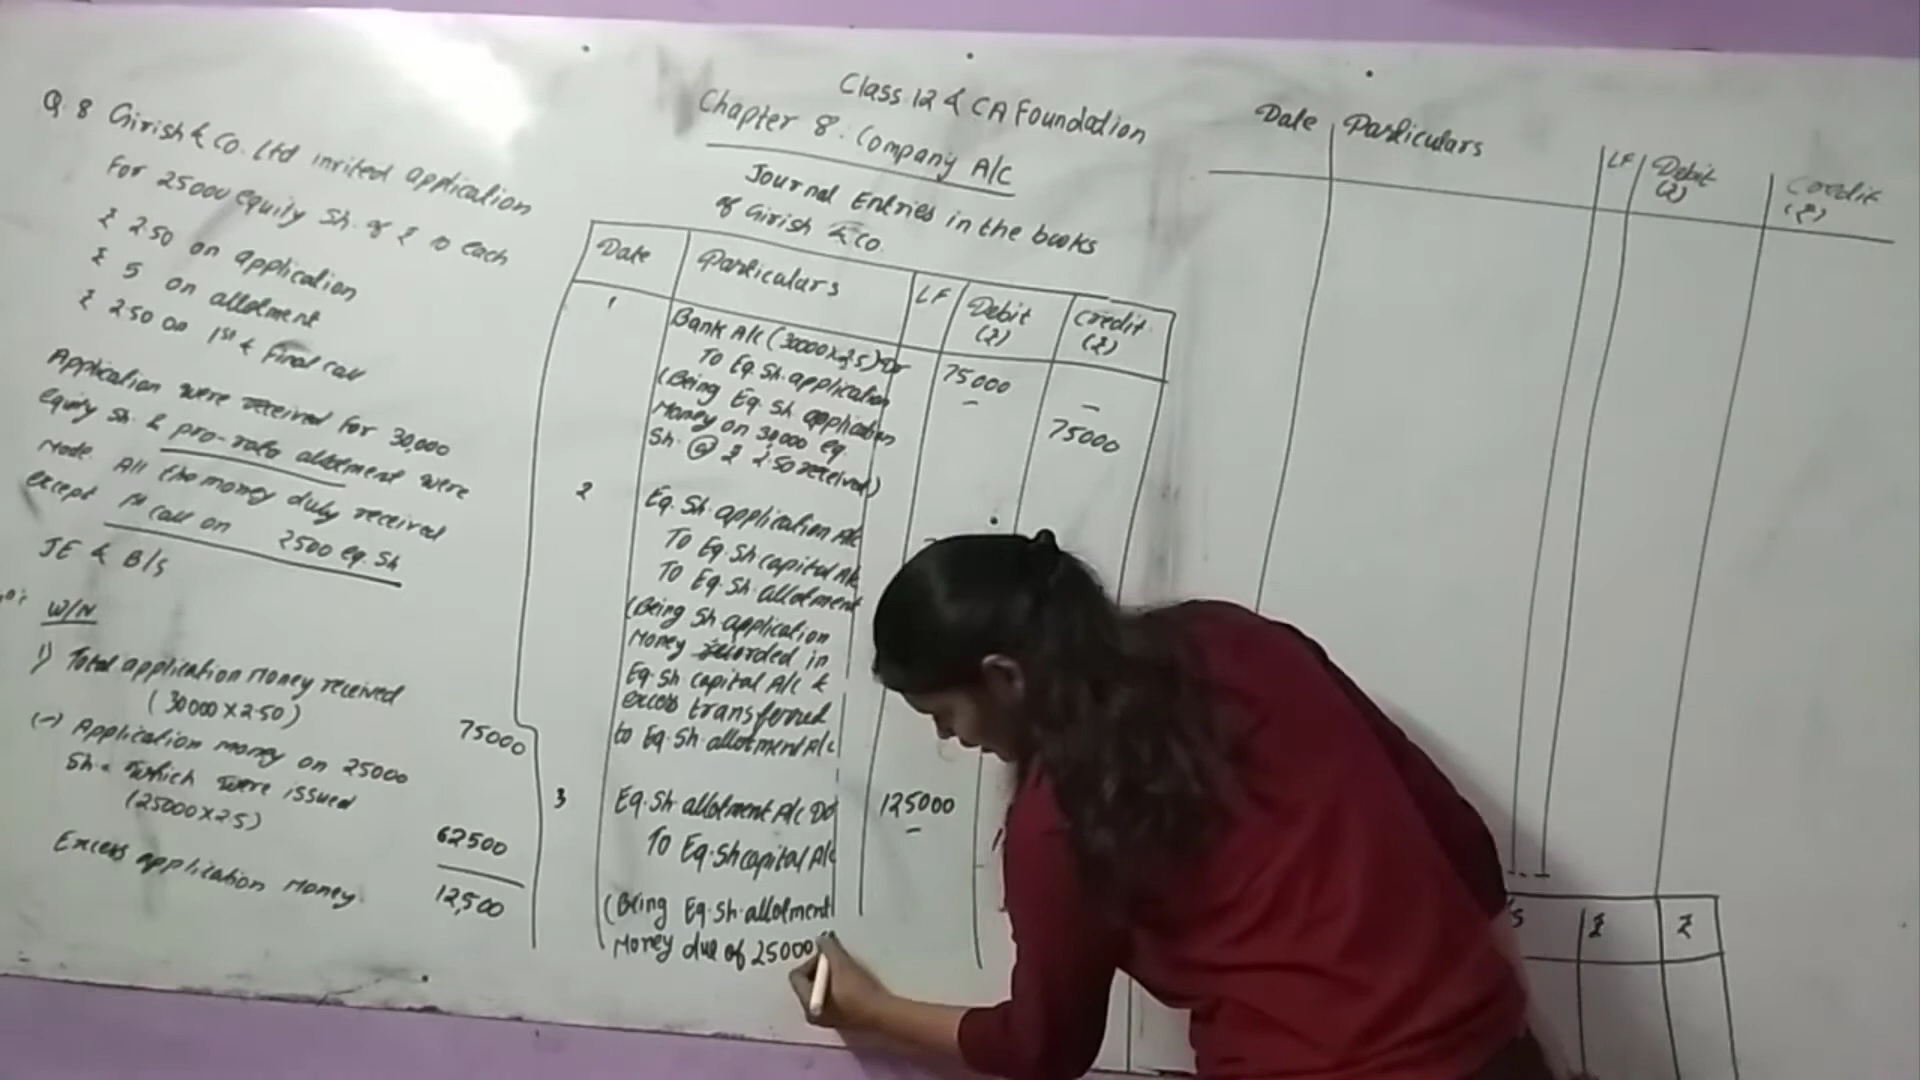 Class 12 & CA Foundation
Chapter 8: Company A/c
Q 8 Girish & Co. Ltd invited application
For 25000 equity Sh. of ₹ 10 each
₹ 2.50 on application
₹ 5 on allotment
₹ 2.50 on 1st & Final call
Application were received for 30,000
equity Sh. & pro-rata allotment were
made. All the money duly received
except call on 2500 eq. Sh
JE & B/S
W/N
1) Total application money received
(30000 X 2.50)
75000
(-) Application money on 25000
Sh. which were issued
(25000 X 2.5)
62500
Excess application money
12,500
Journal Entries in the books
of Girish & Co.
Date Particulars LF Debit (₹) Credit (₹)
1 Bank A/c (30000 X 2.5) Dr 75000 –
To Eq. Sh. application – 75000
(Being Eq. Sh application
Money on 30,000 eq.
Sh. @ ₹ 2.50 received)
2 Eq. Sh. application A/c
To Eq. Sh capital A/c
To Eq. Sh. allotment
(Being Sh application
Money recorded in
Eq. Sh capital A/c &
excess transferred
to Eq. Sh. allotment A/c
3 Eq. Sh. allotment A/c Dr 125000
To Eq. Sh capital A/c –
(Being Eq. Sh. allotment
Money due of 25000
Date Particulars LF Debit (₹) Credit (₹)
₹ ₹